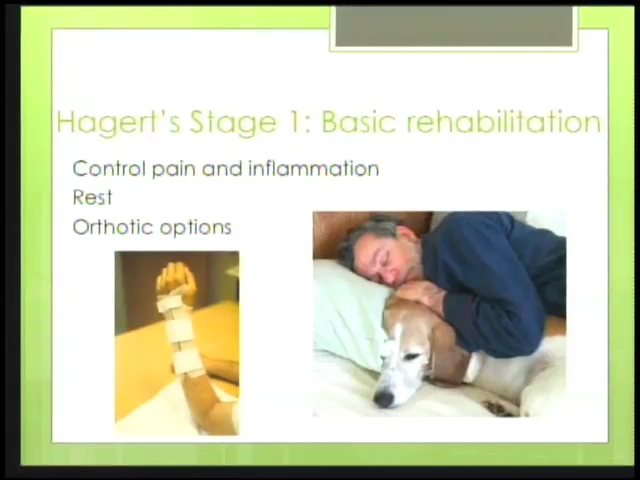 Hagert's Stage 1: Basic rehabilitation
Control pain and inflammation
Rest
Orthotic options